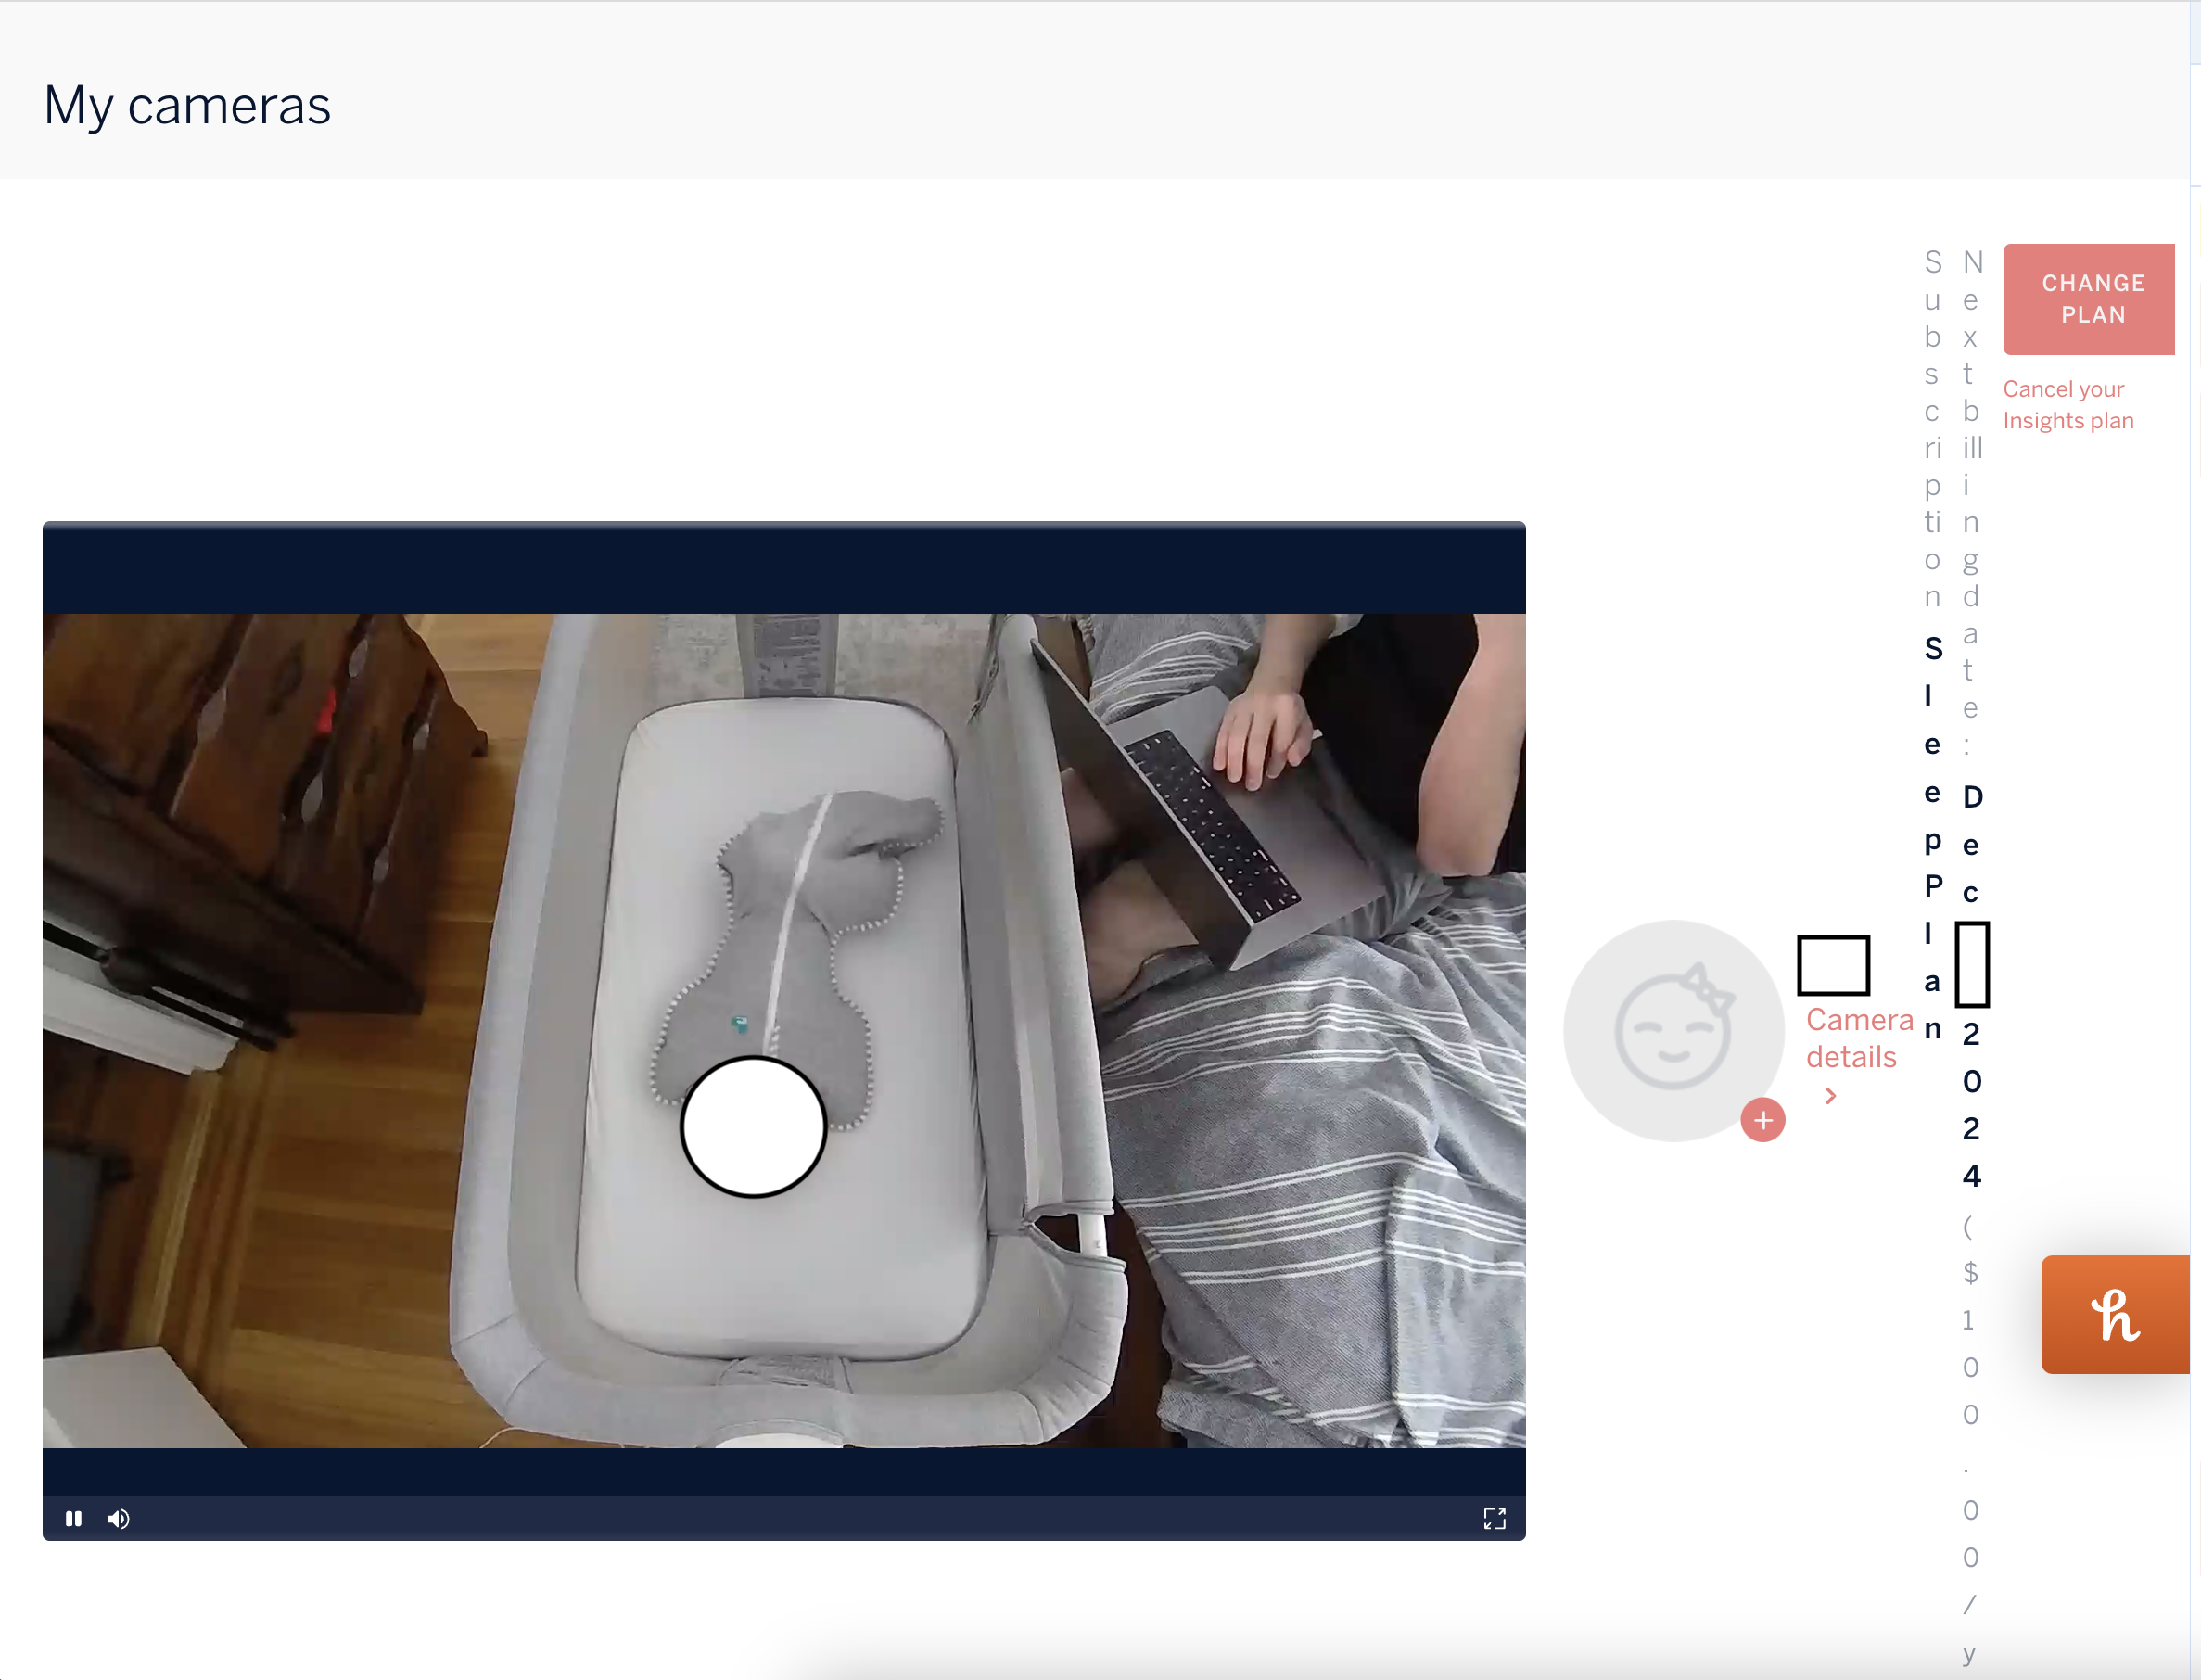 My cameras
Camera
details
Subscription
Sleep Plan
Next billing date:
Dec
2024
($100.00/y
CHANGE
PLAN
Cancel your
Insights plan
h